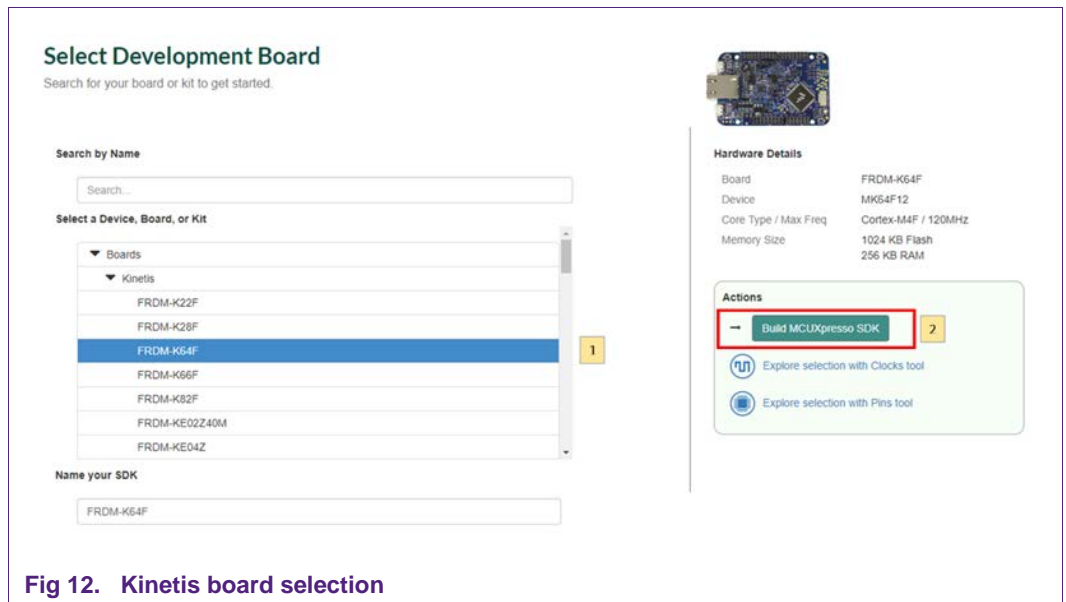 Select Development Board
Search for your board or kit to get started.
Search by Name
Search...
Select a Device, Board, or Kit
Boards
Kinetis
FRDM-K22F
FRDM-K28F
FRDM-K64F
1
FRDM-K66F
FRDM-K82F
FRDM-KE02Z40M
FRDM-KE04Z
Name your SDK
FRDM-K64F
Hardware Details
Board FRDM-K64F
Device MK64F12
Core Type / Max Freq Cortex-M4F / 120MHz
Memory Size 1024 KB Flash
256 KB RAM
Actions
Build MCUXpresso SDK
2
Explore selection with Clocks tool
Explore selection with Pins tool
Fig 12. Kinetis board selection